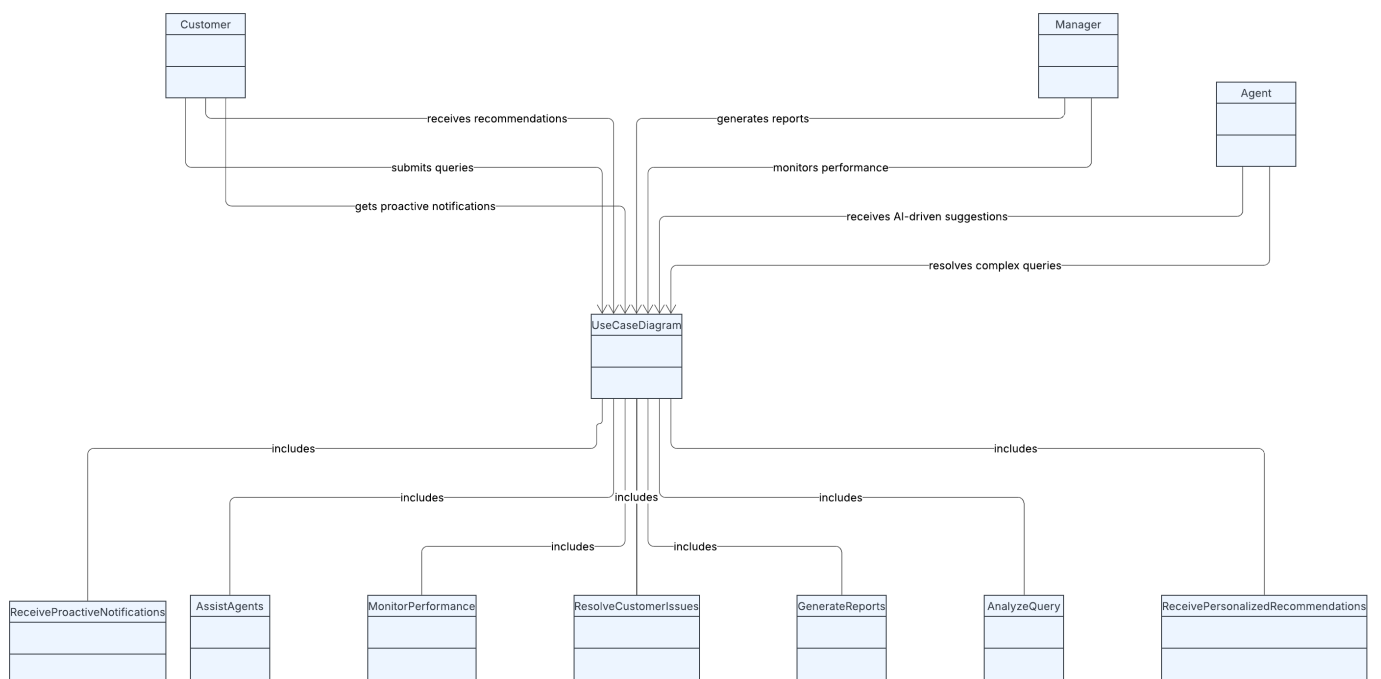 Customer
Manager
Agent
receives recommendations
generates reports
submits queries
monitors performance
gets proactive notifications
receives AI-driven suggestions
resolves complex queries
UseCaseDiagram
includes
includes
includes
includes
includes
includes
includes
ReceiveProactiveNotifications
AssistAgents
MonitorPerformance
ResolveCustomerIssues
GenerateReports
AnalyzeQuery
ReceivePersonalizedRecommendations